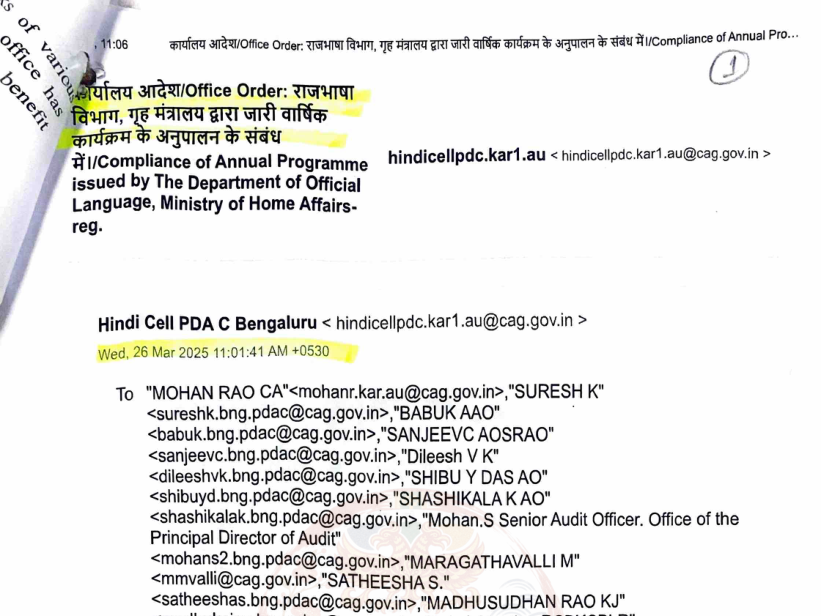 s of various
office has
benefit
, 11:06 कार्यालय आदेश/Office Order: राजभाषा विभाग, गृह मंत्रालय द्वारा जारी वार्षिक कार्यक्रम के अनुपालन के संबंध में।/Compliance of Annual Pro...
1
र्यालय आदेश/Office Order: राजभाषा
विभाग, गृह मंत्रालय द्वारा जारी वार्षिक
कार्यक्रम के अनुपालन के संबंध
में।/Compliance of Annual Programme
issued by The Department of Official
Language, Ministry of Home Affairs-
reg.
hindicellpdc.kar1.au < hindicellpdc.kar1.au@cag.gov.in >
Hindi Cell PDA C Bengaluru < hindicellpdc.kar1.au@cag.gov.in >
Wed, 26 Mar 2025 11:01:41 AM +0530
To "MOHAN RAO CA"<mohanr.kar.au@cag.gov.in>,"SURESH K"
<sureshk.bng.pdac@cag.gov.in>,"BABUK AAO"
<babuk.bng.pdac@cag.gov.in>,"SANJEEVC AOSRAO"
<sanjeevc.bng.pdac@cag.gov.in>,"Dileesh V K"
<dileeshvk.bng.pdac@cag.gov.in>,"SHIBU Y DAS AO"
<shibuyd.bng.pdac@cag.gov.in>,"SHASHIKALA K AO"
<shashikalak.bng.pdac@cag.gov.in>,"Mohan.S Senior Audit Officer. Office of the
Principal Director of Audit"
<mohans2.bng.pdac@cag.gov.in>,"MARAGATHAVALLI M"
<mmvalli@cag.gov.in>,"SATHEESHA S."
<satheeshas.bng.pdac@cag.gov.in>,"MADHUSUDHAN RAO KJ"